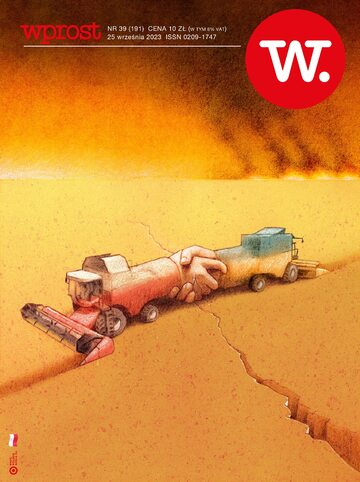 wprost
NR 39 (191) CENA 10 ZŁ (W TYM 8% VAT)
25 września 2023 ISSN 0209-1747
W.